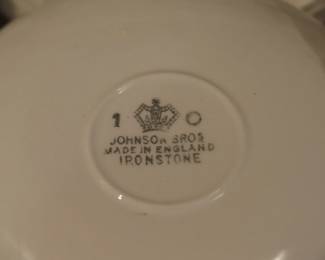 1 O
JOHNSON BROS
MADE IN ENGLAND
IRONSTONE